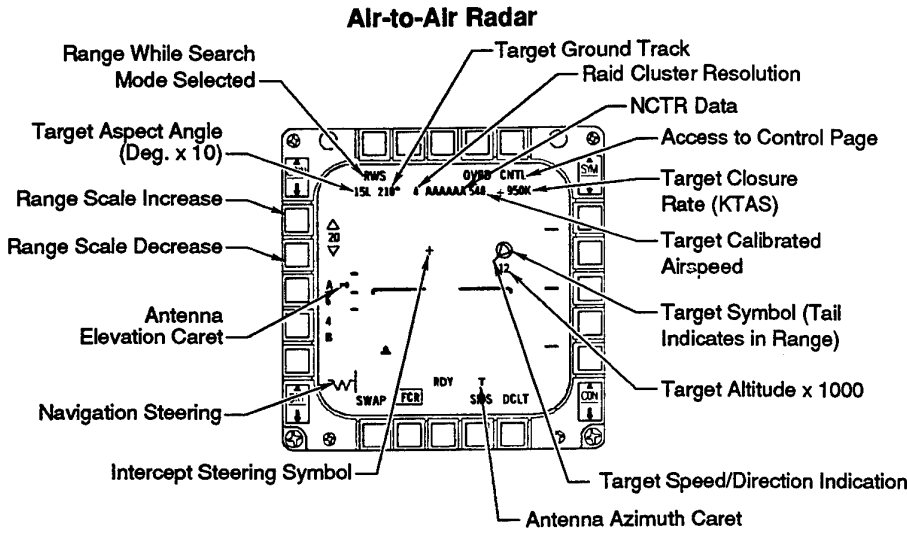 Air-to-Air Radar
Range While Search
Mode Selected
Target Ground Track
Raid Cluster Resolution
NCTR Data
Target Aspect Angle
(Deg. x 10)
Access to Control Page
RWS
OVRD CNTL
SYM
15L 210° 4 AAAAAA 548 950K
Target Closure
Rate (KTAS)
Range Scale Increase
20
Range Scale Decrease
Target Calibrated
Airspeed
12
A
4
B
Antenna
Elevation Caret
Target Symbol (Tail
Indicates in Range)
Target Altitude x 1000
RDY T
Navigation Steering
SWAP FCR SMS DCLT
CON
Intercept Steering Symbol
Target Speed/Direction Indication
Antenna Azimuth Caret